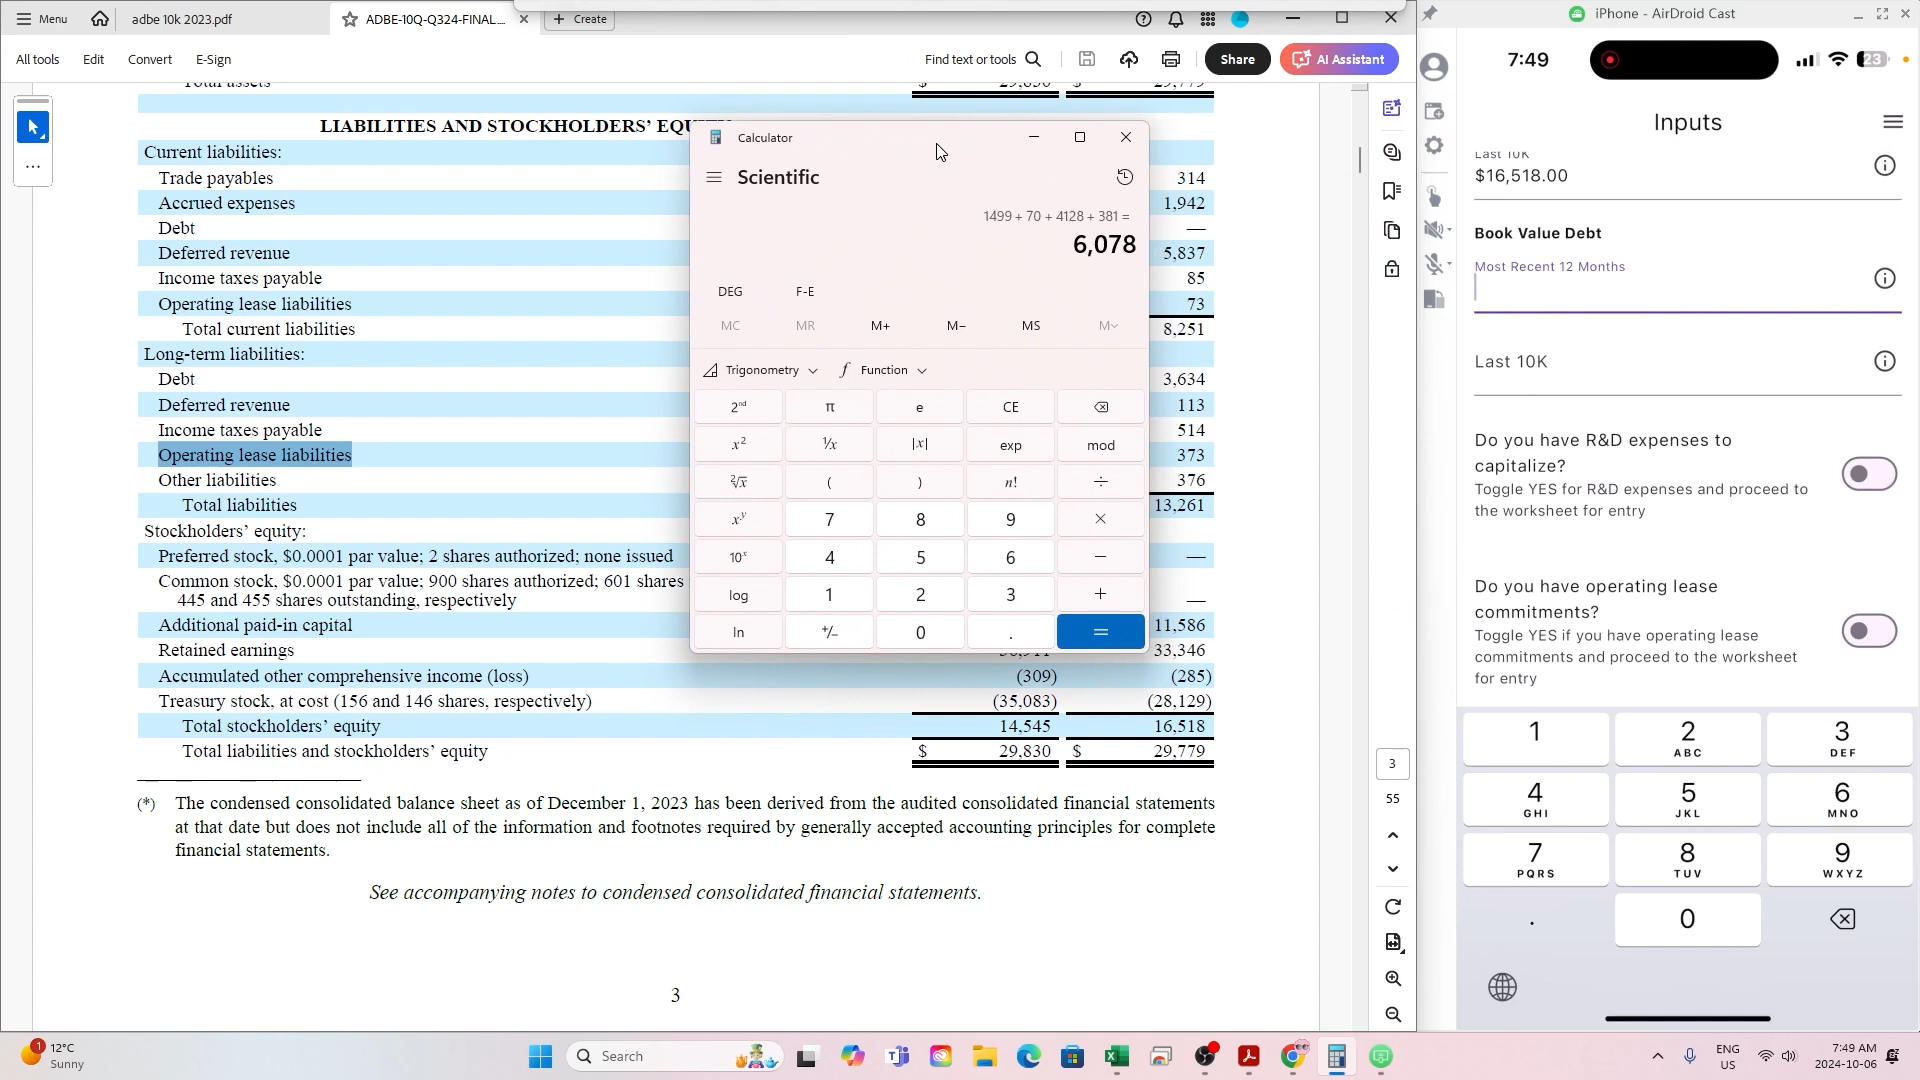 Menu
adbe 10k 2023.pdf
ADBE-10Q-Q324-FINAL....
Create
All tools
Edit
Convert
E-Sign
Find text or tools
Share
AI Assistant
Total assets $ 29,830 $ 29,779
LIABILITIES AND STOCKHOLDERS' EQUITY
Current liabilities:
Trade payables 314
Accrued expenses 1,942
Debt —
Deferred revenue 5,837
Income taxes payable 85
Operating lease liabilities 73
Total current liabilities 8,251
Long-term liabilities:
Debt 3,634
Deferred revenue 113
Income taxes payable 514
Operating lease liabilities 373
Other liabilities 376
Total liabilities 13,261
Stockholders' equity:
Preferred stock, $0.0001 par value; 2 shares authorized; none issued —
Common stock, $0.0001 par value; 900 shares authorized; 601 shares
445 and 455 shares outstanding, respectively —
Additional paid-in capital 11,586
Retained earnings 33,346
Accumulated other comprehensive income (loss) (309) (285)
Treasury stock, at cost (156 and 146 shares, respectively) (35,083) (28,129)
Total stockholders' equity 14,545 16,518
Total liabilities and stockholders' equity $ 29,830 $ 29,779
(*) The condensed consolidated balance sheet as of December 1, 2023 has been derived from the audited consolidated financial statements
at that date but does not include all of the information and footnotes required by generally accepted accounting principles for complete
financial statements.
See accompanying notes to condensed consolidated financial statements.
3
3
55
Calculator
Scientific
1499 + 70 + 4128 + 381 =
6,078
DEG F-E
MC MR M+ M− MS M
Trigonometry f Function
2nd π e CE
x² ⅟x |x| exp mod
²√x ( ) n! ÷
xʸ 7 8 9 ×
10ˣ 4 5 6 −
log 1 2 3 +
ln +/− 0 . =
iPhone - AirDroid Cast
7:49
23
Inputs
Last 10K
$16,518.00
Book Value Debt
Most Recent 12 Months
Last 10K
Do you have R&D expenses to
capitalize?
Toggle YES for R&D expenses and proceed to
the worksheet for entry
Do you have operating lease
commitments?
Toggle YES if you have operating lease
commitments and proceed to the worksheet
for entry
1 2 3
ABC DEF
4 5 6
GHI JKL MNO
7 8 9
PQRS TUV WXYZ
. 0
1
12°C
Sunny
Search
ENG
US
7:49 AM
2024-10-06